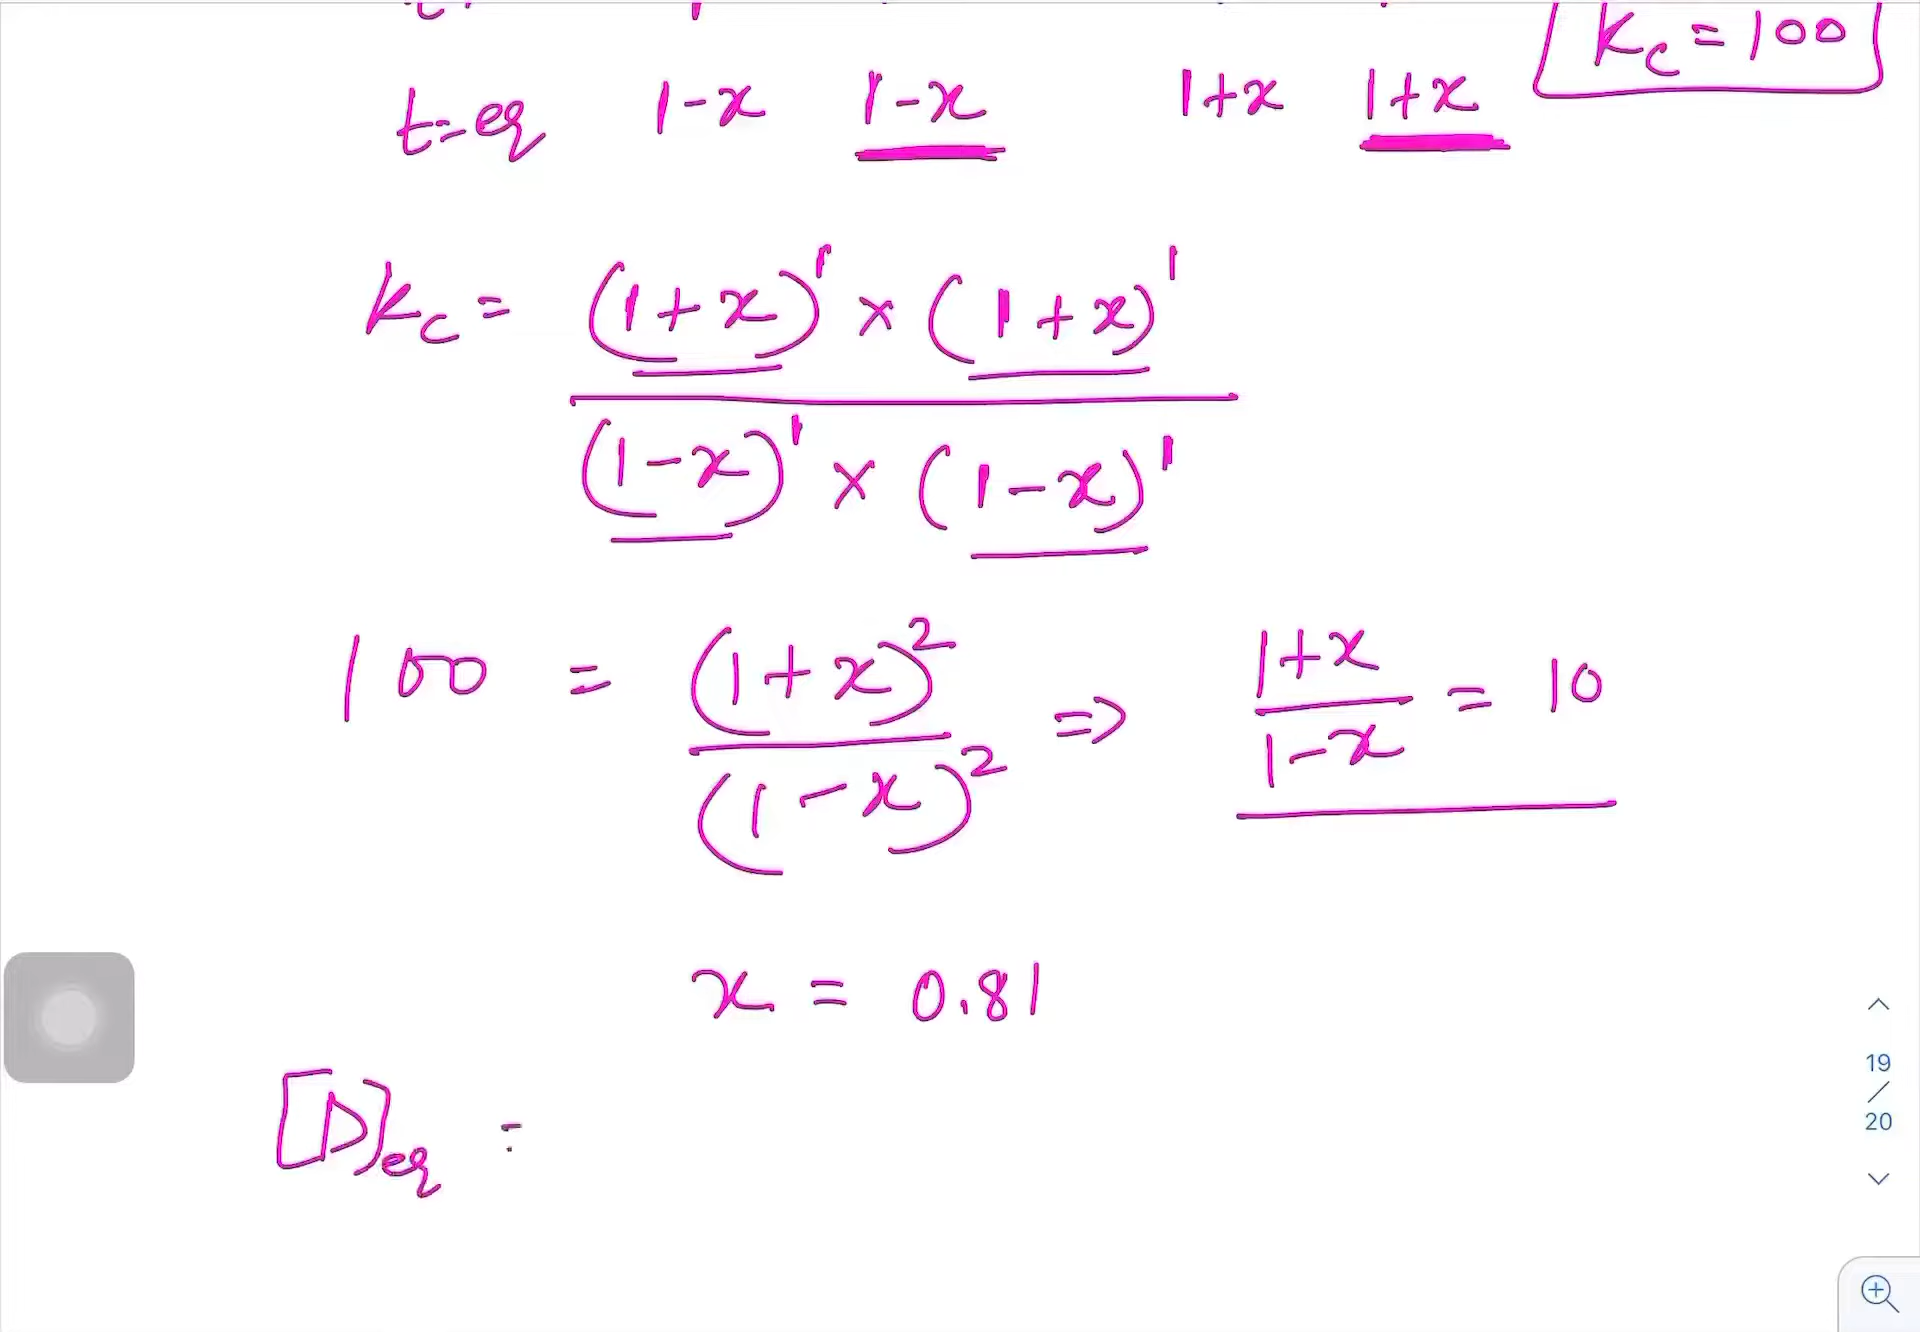 Kc = 100
t=eq 1-x 1-x 1+x 1+x
Kc = (1+x)¹ × (1+x)¹
(1-x)¹ × (1-x)¹
100 = (1+x)² / (1-x)² => 1+x / 1-x = 10
x = 0.81
[D]eq =
19
/
20